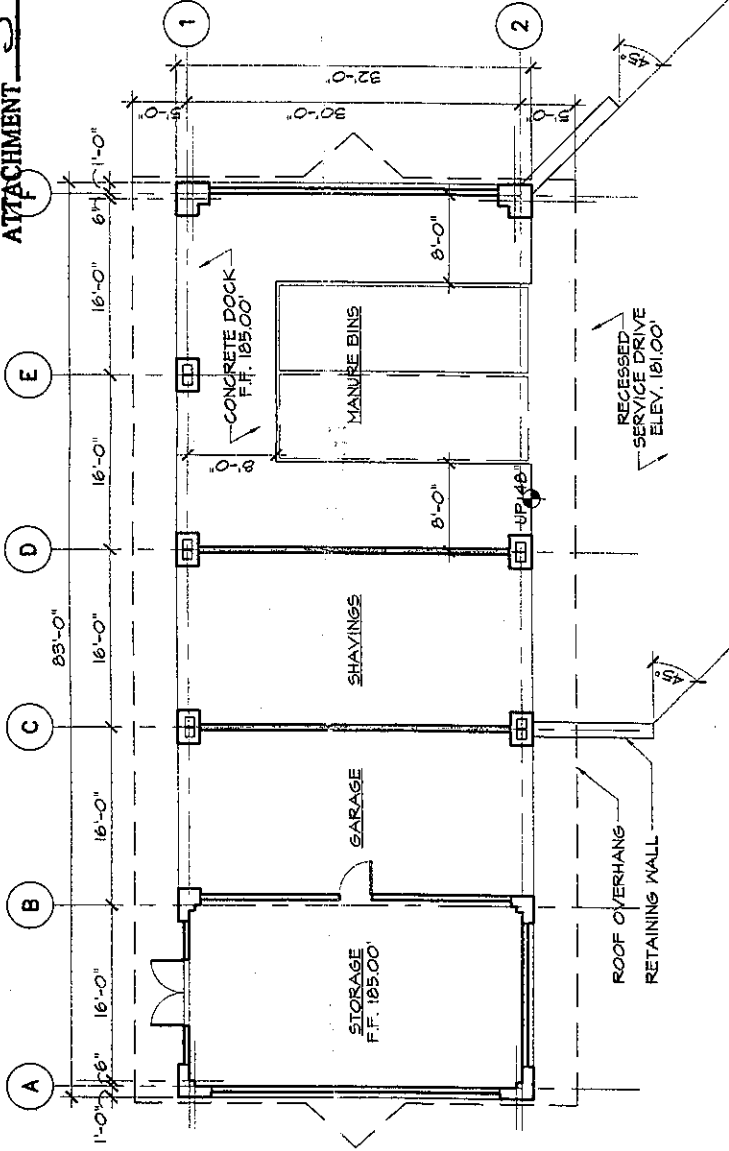 ATTACHMENT
1
2
A
B
C
D
E
F
83'-0"
1'-0"
6"
16'-0"
16'-0"
16'-0"
16'-0"
16'-0"
6"
1'-0"
5'-0"
30'-0"
32'-0"
5'-0"
45°
45°
STORAGE
F.F. 185.00'
GARAGE
SHAVINGS
MANURE BINS
CONCRETE DOCK
F.F. 185.00'
8'-0"
8'-0"
8'-0"
UP 48"
RECESSED
SERVICE DRIVE
ELEV. 181.00'
ROOF OVERHANG
RETAINING WALL